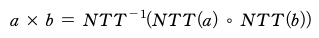 a × b = NTT⁻¹(NTT(a) ∘ NTT(b))